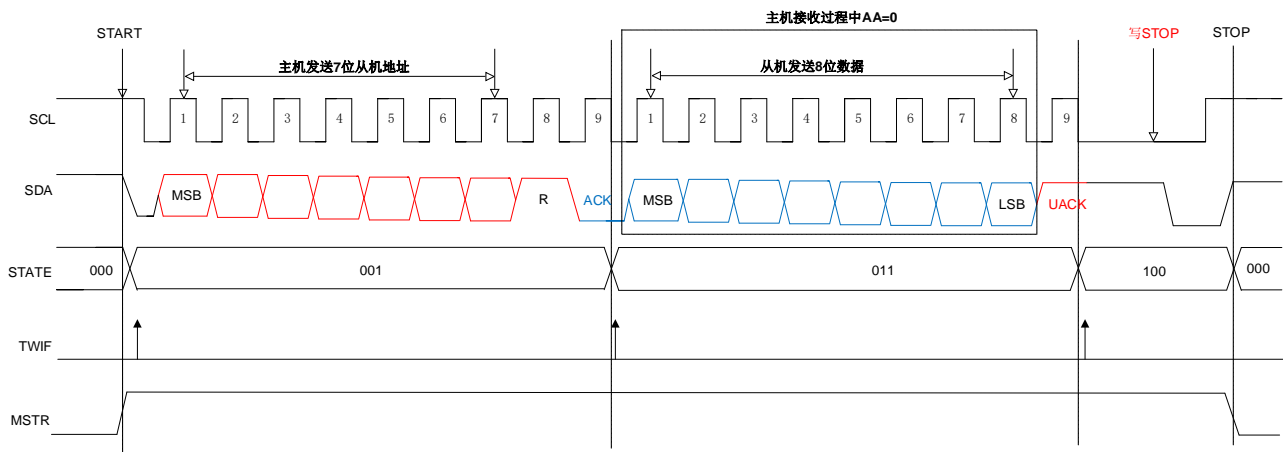 主机接收过程中AA=0
START
写STOP
STOP
主机发送7位从机地址
从机发送8位数据
SCL
1 2 3 4 5 6 7 8 9 1 2 3 4 5 6 7 8 9
SDA
MSB R ACK MSB LSB UACK
STATE
000 001 011 100 000
TWIF
MSTR